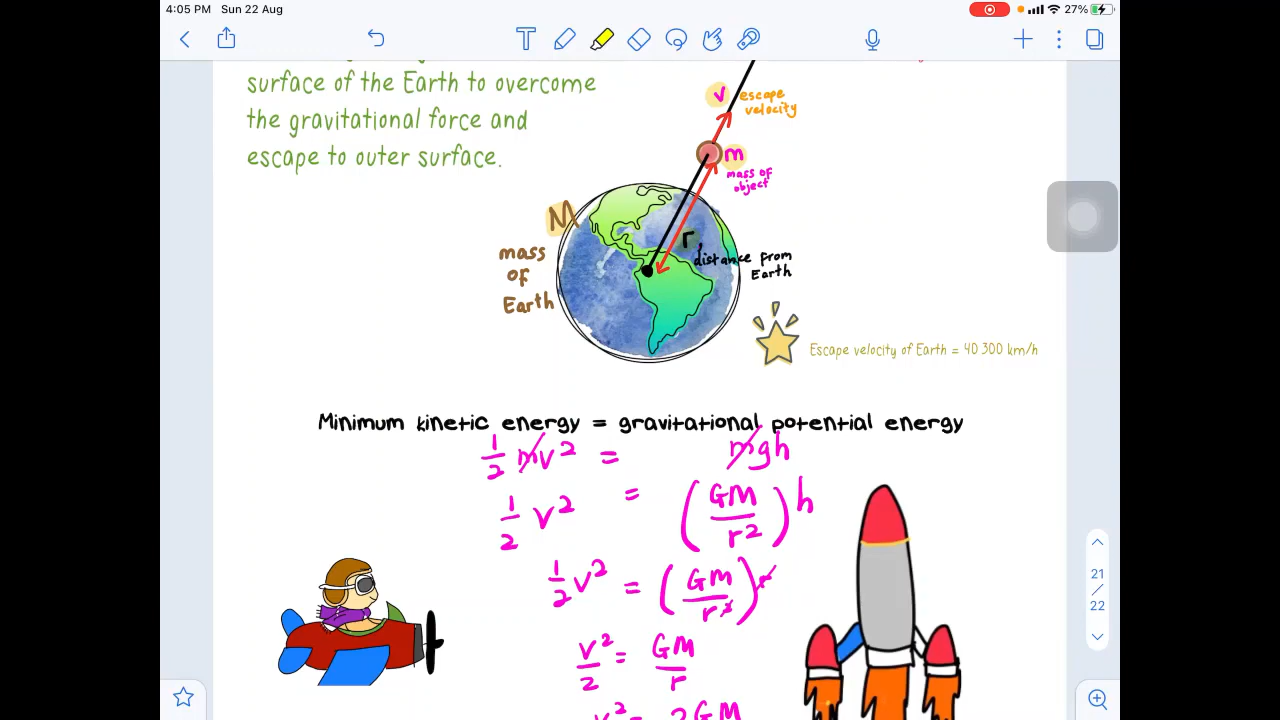 4:05 PM Sun 22 Aug
27%
surface of the Earth to overcome
the gravitational force and
escape to outer surface.
v escape
velocity
m
mass of
object
M
mass
of
Earth
r,
distance from
Earth
Escape velocity of Earth = 40 300 km/h
Minimum kinetic energy = gravitational potential energy
1/2 mv² = mgh
1/2 v² = (GM/r²)h
1/2 v² = (GM/r²)r
v²/2 = GM/r
v² = 2GM
21
/
22